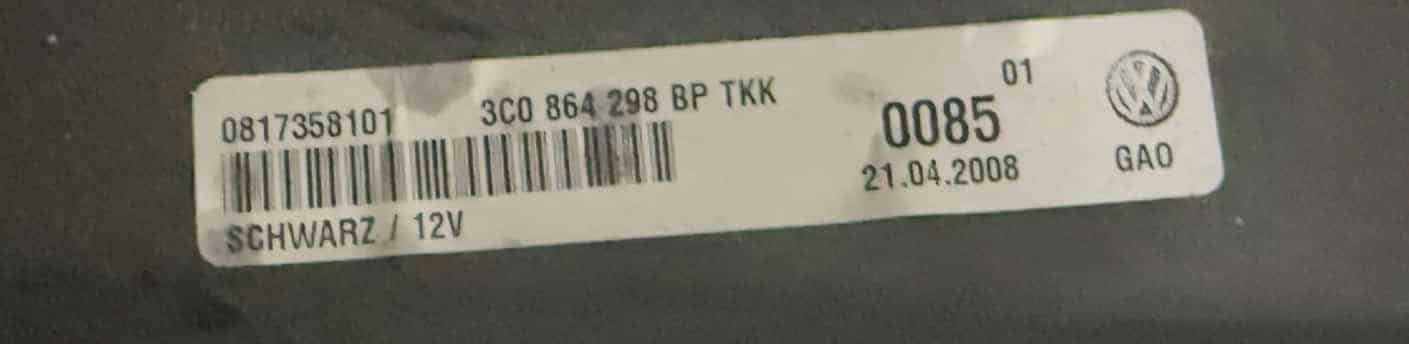 01
0817358101 3C0 864 298 BP TKK 0085
21.04.2008 GAO
SCHWARZ / 12V